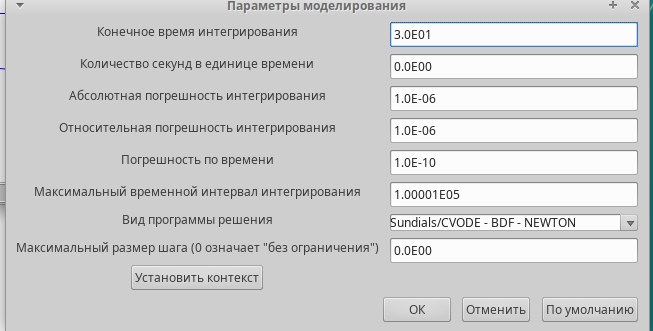 Параметры моделирования
Конечное время интегрирования 3.0E01
Количество секунд в единице времени 0.0E00
Абсолютная погрешность интегрирования 1.0E-06
Относительная погрешность интегрирования 1.0E-06
Погрешность по времени 1.0E-10
Максимальный временной интервал интегрирования 1.00001E05
Вид программы решения Sundials/CVODE - BDF - NEWTON
Максимальный размер шага (0 означает "без ограничения") 0.0E00
Установить контекст
ОК Отменить По умолчанию